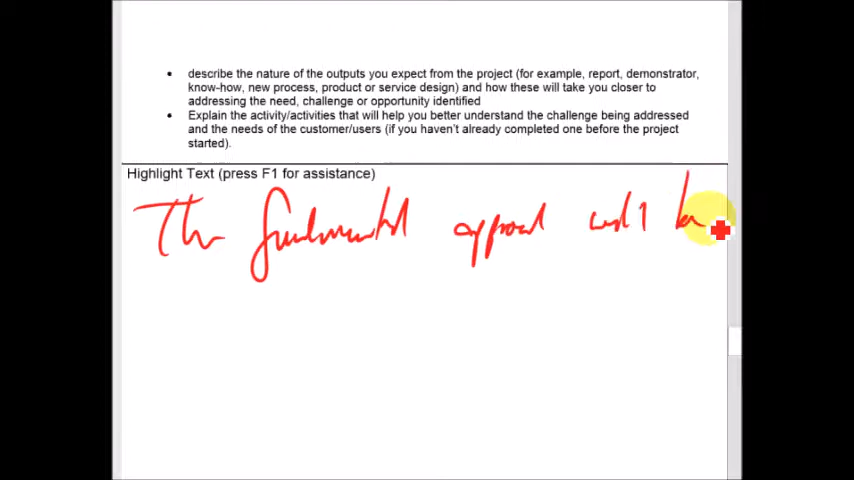 • describe the nature of the outputs you expect from the project (for example, report, demonstrator,
know-how, new process, product or service design) and how these will take you closer to
addressing the need, challenge or opportunity identified
• Explain the activity/activities that will help you better understand the challenge being addressed
and the needs of the customer/users (if you haven't already completed one before the project
started).
Highlight Text (press F1 for assistance)
The fundamental approach will be